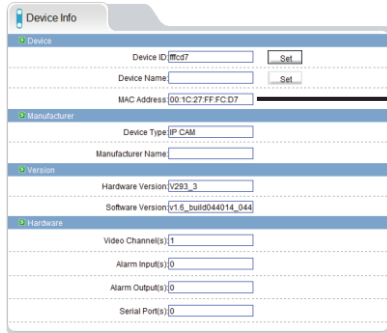 Device Info
Device
Device ID: fffcd7 Set
Device Name: Set
MAC Address: 00:1C:27:FF:FC:D7
Manufacturer
Device Type: IP CAM
Manufacturer Name:
Version
Hardware Version: V293_3
Software Version: v1.6_build044014_044
Hardware
Video Channel(s): 1
Alarm Input(s): 0
Alarm Output(s): 0
Serial Port(s): 0